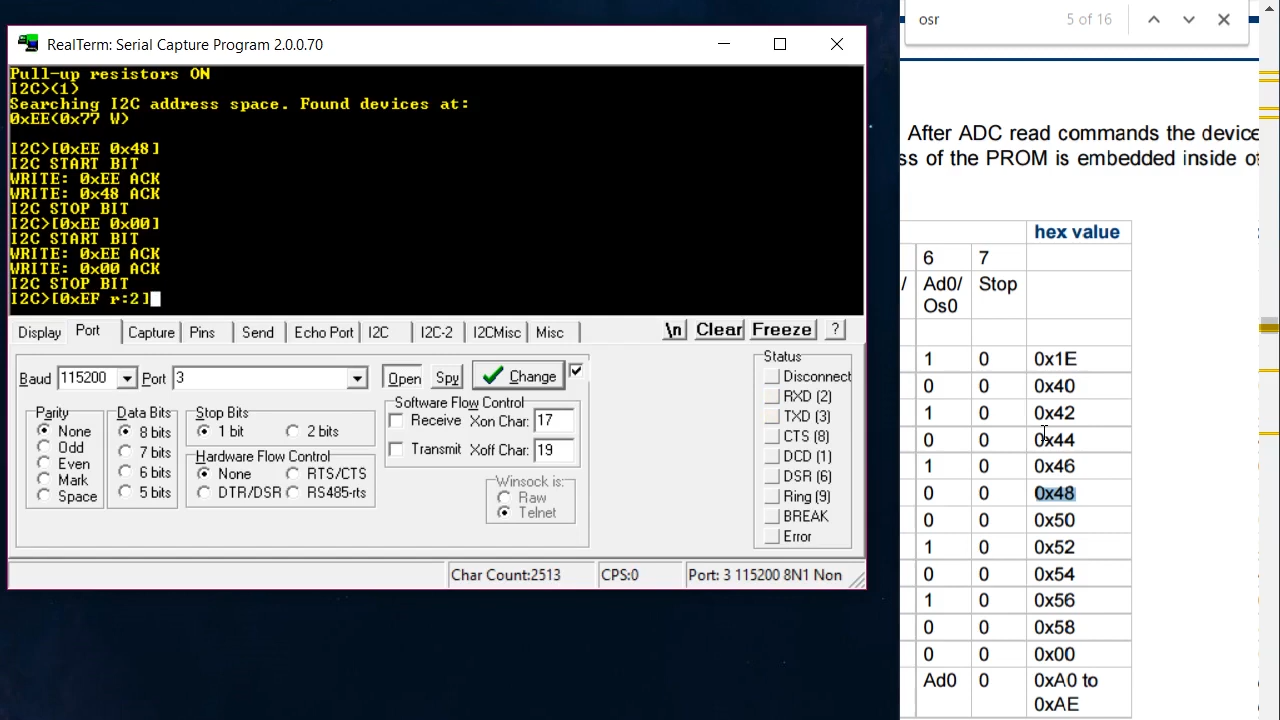 RealTerm: Serial Capture Program 2.0.0.70
Pull-up resistors ON
I2C>(1)
Searching I2C address space. Found devices at:
0xEE(0x77 W)
I2C>[0xEE 0x48]
I2C START BIT
WRITE: 0xEE ACK
WRITE: 0x48 ACK
I2C STOP BIT
I2C>[0xEE 0x00]
I2C START BIT
WRITE: 0xEE ACK
WRITE: 0x00 ACK
I2C STOP BIT
I2C>[0xEF r:2]
Display Port Capture Pins Send Echo Port I2C I2C-2 I2CMisc Misc \n Clear Freeze ?
Baud 115200 Port 3 Open Spy Change
Parity
None
Odd
Even
Mark
Space
Data Bits
8 bits
7 bits
6 bits
5 bits
Stop Bits
1 bit 2 bits
Hardware Flow Control
None RTS/CTS
DTR/DSR RS485-rts
Software Flow Control
Receive Xon Char: 17
Transmit Xoff Char: 19
Winsock is:
Raw
Telnet
Status
Disconnect
RXD (2)
TXD (3)
CTS (8)
DCD (1)
DSR (6)
Ring (9)
BREAK
Error
Char Count:2513 CPS:0 Port: 3 115200 8N1 Non
osr 5 of 16
After ADC read commands the device
ss of the PROM is embedded inside o
hex value
6 7
/ Ad0/ Stop
Os0
1 0 0x1E
0 0 0x40
1 0 0x42
0 0 0x44
1 0 0x46
0 0 0x48
0 0 0x50
1 0 0x52
0 0 0x54
1 0 0x56
0 0 0x58
0 0 0x00
Ad0 0 0xA0 to
0xAE